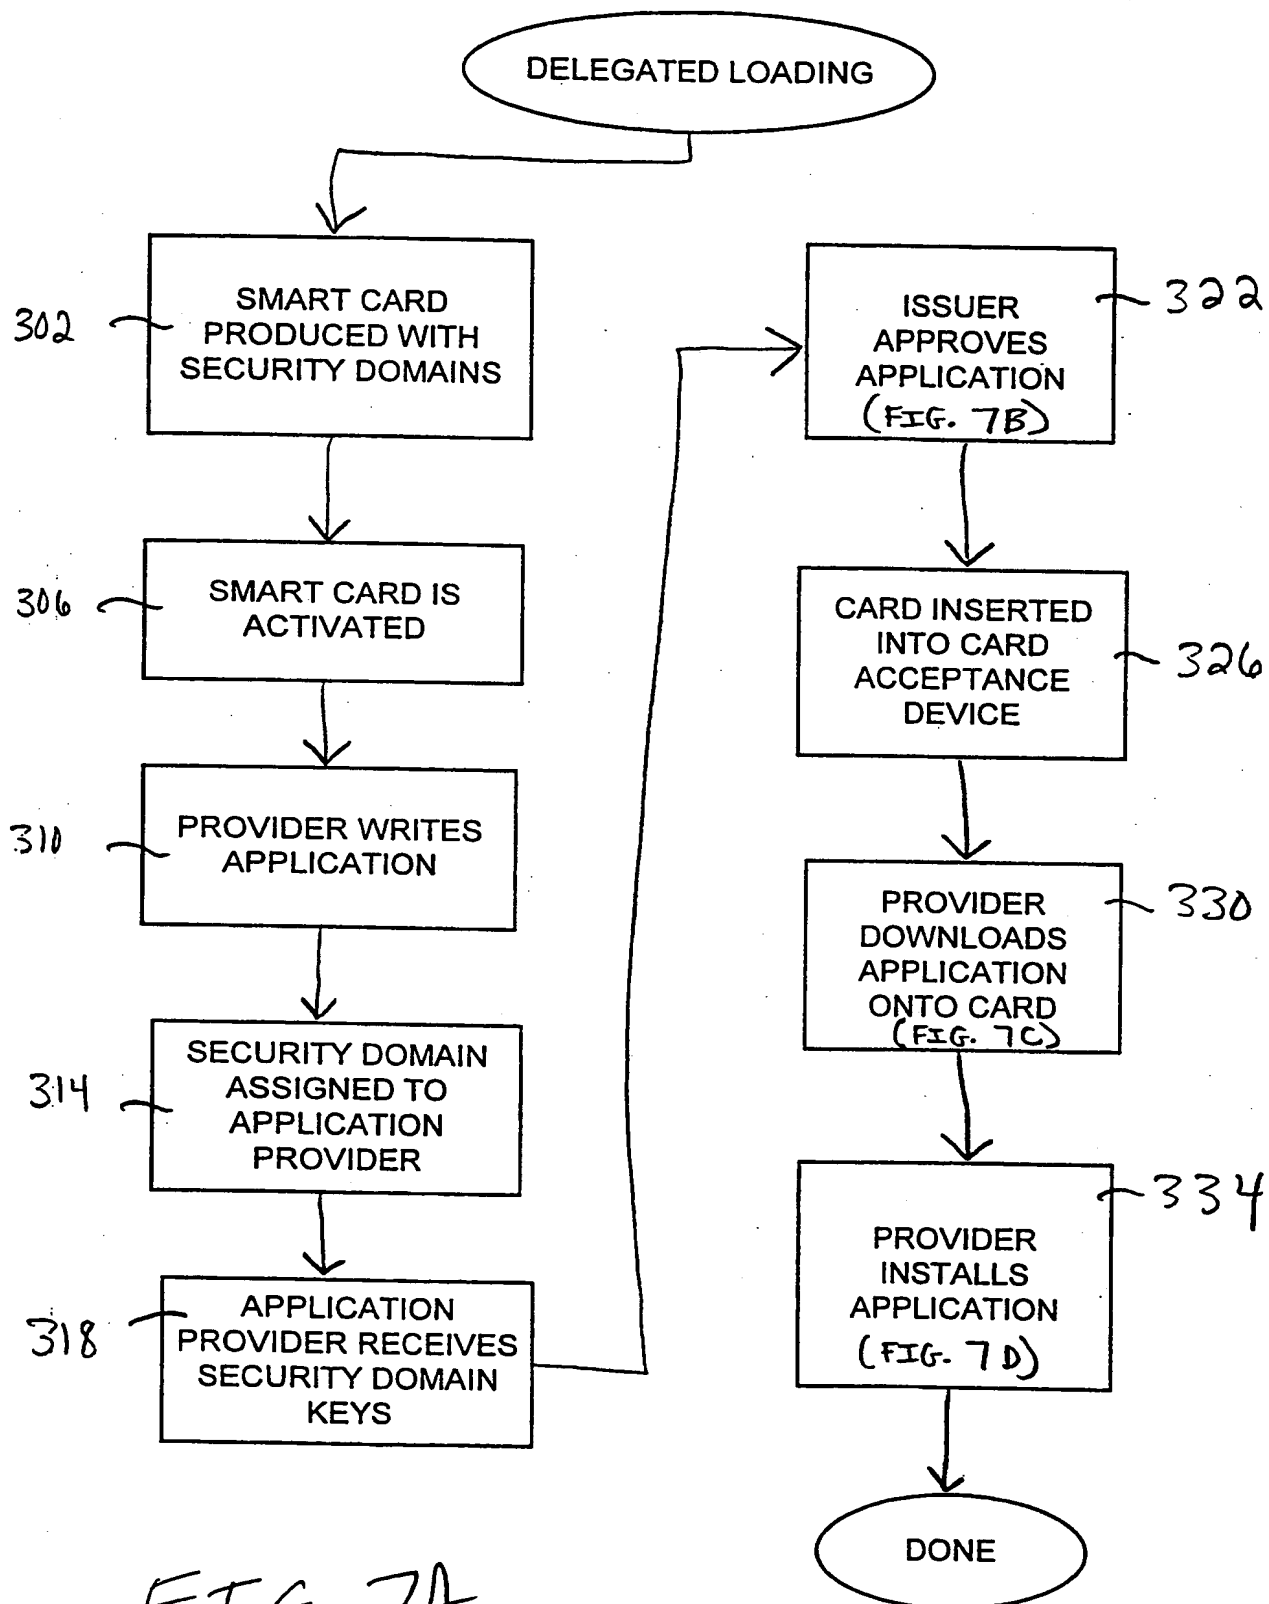 DELEGATED LOADING
302
SMART CARD
PRODUCED WITH
SECURITY DOMAINS
306
SMART CARD IS
ACTIVATED
310
PROVIDER WRITES
APPLICATION
314
SECURITY DOMAIN
ASSIGNED TO
APPLICATION
PROVIDER
318
APPLICATION
PROVIDER RECEIVES
SECURITY DOMAIN
KEYS
322
ISSUER
APPROVES
APPLICATION
(FIG. 7B)
326
CARD INSERTED
INTO CARD
ACCEPTANCE
DEVICE
330
PROVIDER
DOWNLOADS
APPLICATION
ONTO CARD
(FIG. 7C)
334
PROVIDER
INSTALLS
APPLICATION
(FIG. 7D)
DONE
FIG. 7A